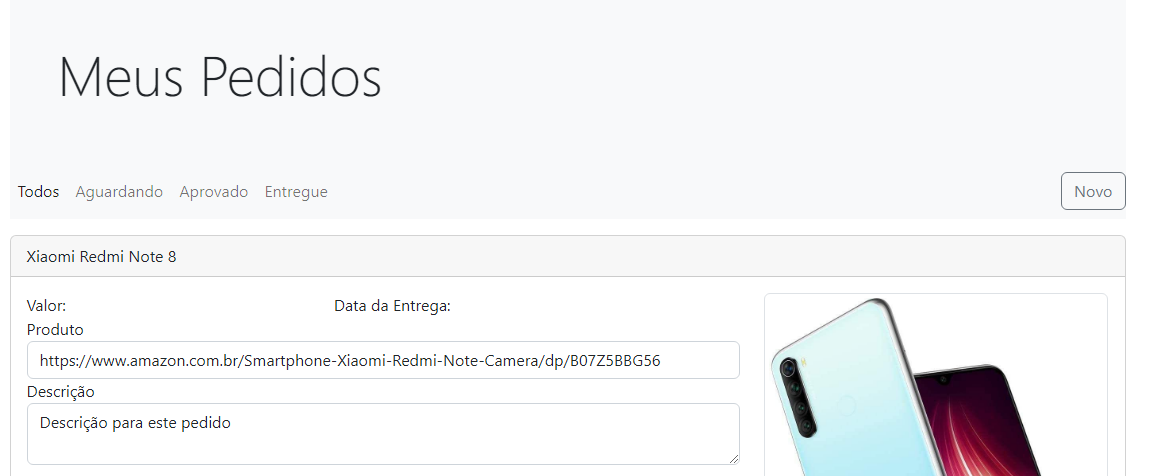 Meus Pedidos
Todos Aguardando Aprovado Entregue Novo
Xiaomi Redmi Note 8
Valor: Data da Entrega:
Produto
https://www.amazon.com.br/Smartphone-Xiaomi-Redmi-Note-Camera/dp/B07Z5BBG56
Descrição
Descrição para este pedido